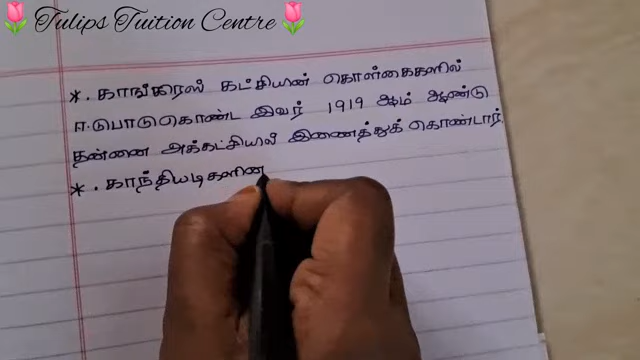 🌷Tulips Tuition Centre🌷
*. காங்கிரஸ் கட்சியின் கொள்கைகளில்
ஈடுபாடுகொண்ட இவர் 1919 ஆம் ஆண்டு
தன்னை அக்கட்சியில் இணைத்துக் கொண்டார்.
*. காந்தியடிகளின